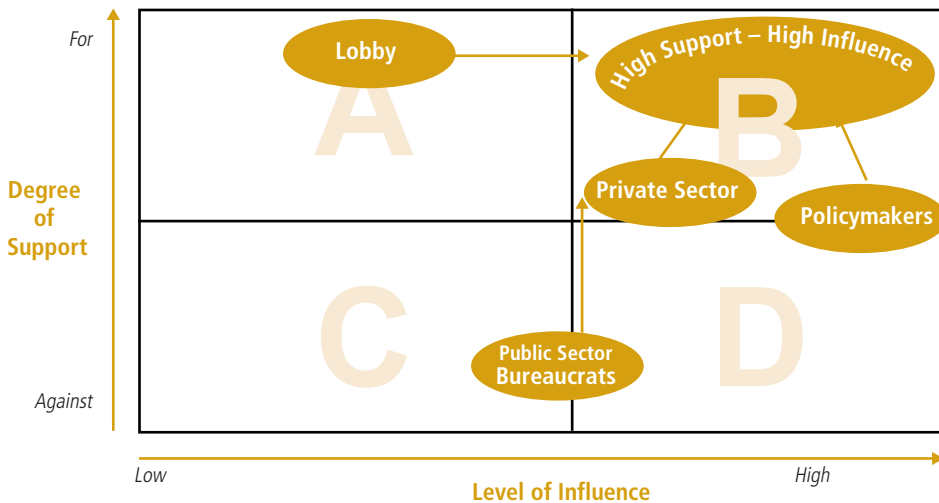 For
Lobby
High Support – High Influence
A
B
Degree
of
Support
Private Sector
Policymakers
C
D
Public Sector
Bureaucrats
Against
Low
High
Level of Influence